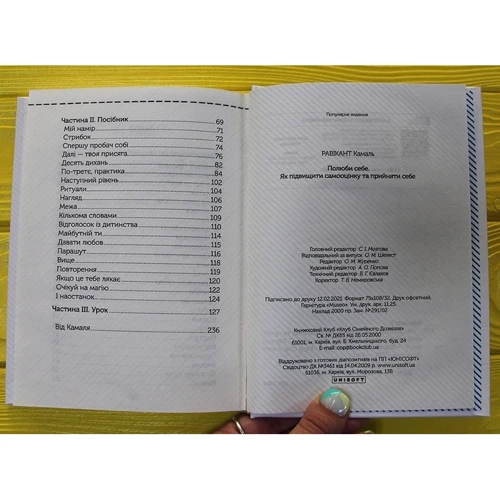 Частина II. Посібник 69
Мій намір 71
Стрибок 72
Спершу пробач собі 74
Далі — твоя присяга 76
Десять дихань 82
По-третє, практика 84
Наступний рівень 102
Ритуали 104
Нагляд 106
Межа 107
Кількома словами 109
Відголосок із дитинства 110
Майбутній ти 114
Давати любов 115
Парашут 116
Вище 118
Повторення 119
Якщо це тебе лякає 121
Очікуй на магію 122
І наостанок 124
Частина III. Урок 127
Від Камаля 236
Популярне видання
РАВІКАНТ Камаль
Полюби себе.
Як підвищити самооцінку та прийняти себе
Головний редактор С. І. Мозгова
Відповідальний за випуск О. М. Шелест
Редактор О. М. Журенко
Художній редактор А. О. Попова
Технічний редактор В. Г. Євлахов
Коректор Т. В. Немировська
Підписано до друку 12.02.2021. Формат 75х108/32. Друк офсетний.
Гарнітура «Museo». Ум. друк. арк. 11,25.
Наклад 2000 пр. Зам. № 291/02
Книжковий Клуб «Клуб Сімейного Дозвілля»
Св. № ДК65 від 26.05.2000
61001, м. Харків, вул. Б. Хмельницького, буд. 24
E-mail: cop@bookclub.ua
Віддруковано з готових діапозитивів на ПП «ЮНІСОФТ»
Свідоцтво ДК №3461 від 14.04.2009 р. www.unisoft.ua
61036, м. Харків, вул. Морозова, 13Б
UNISOFT